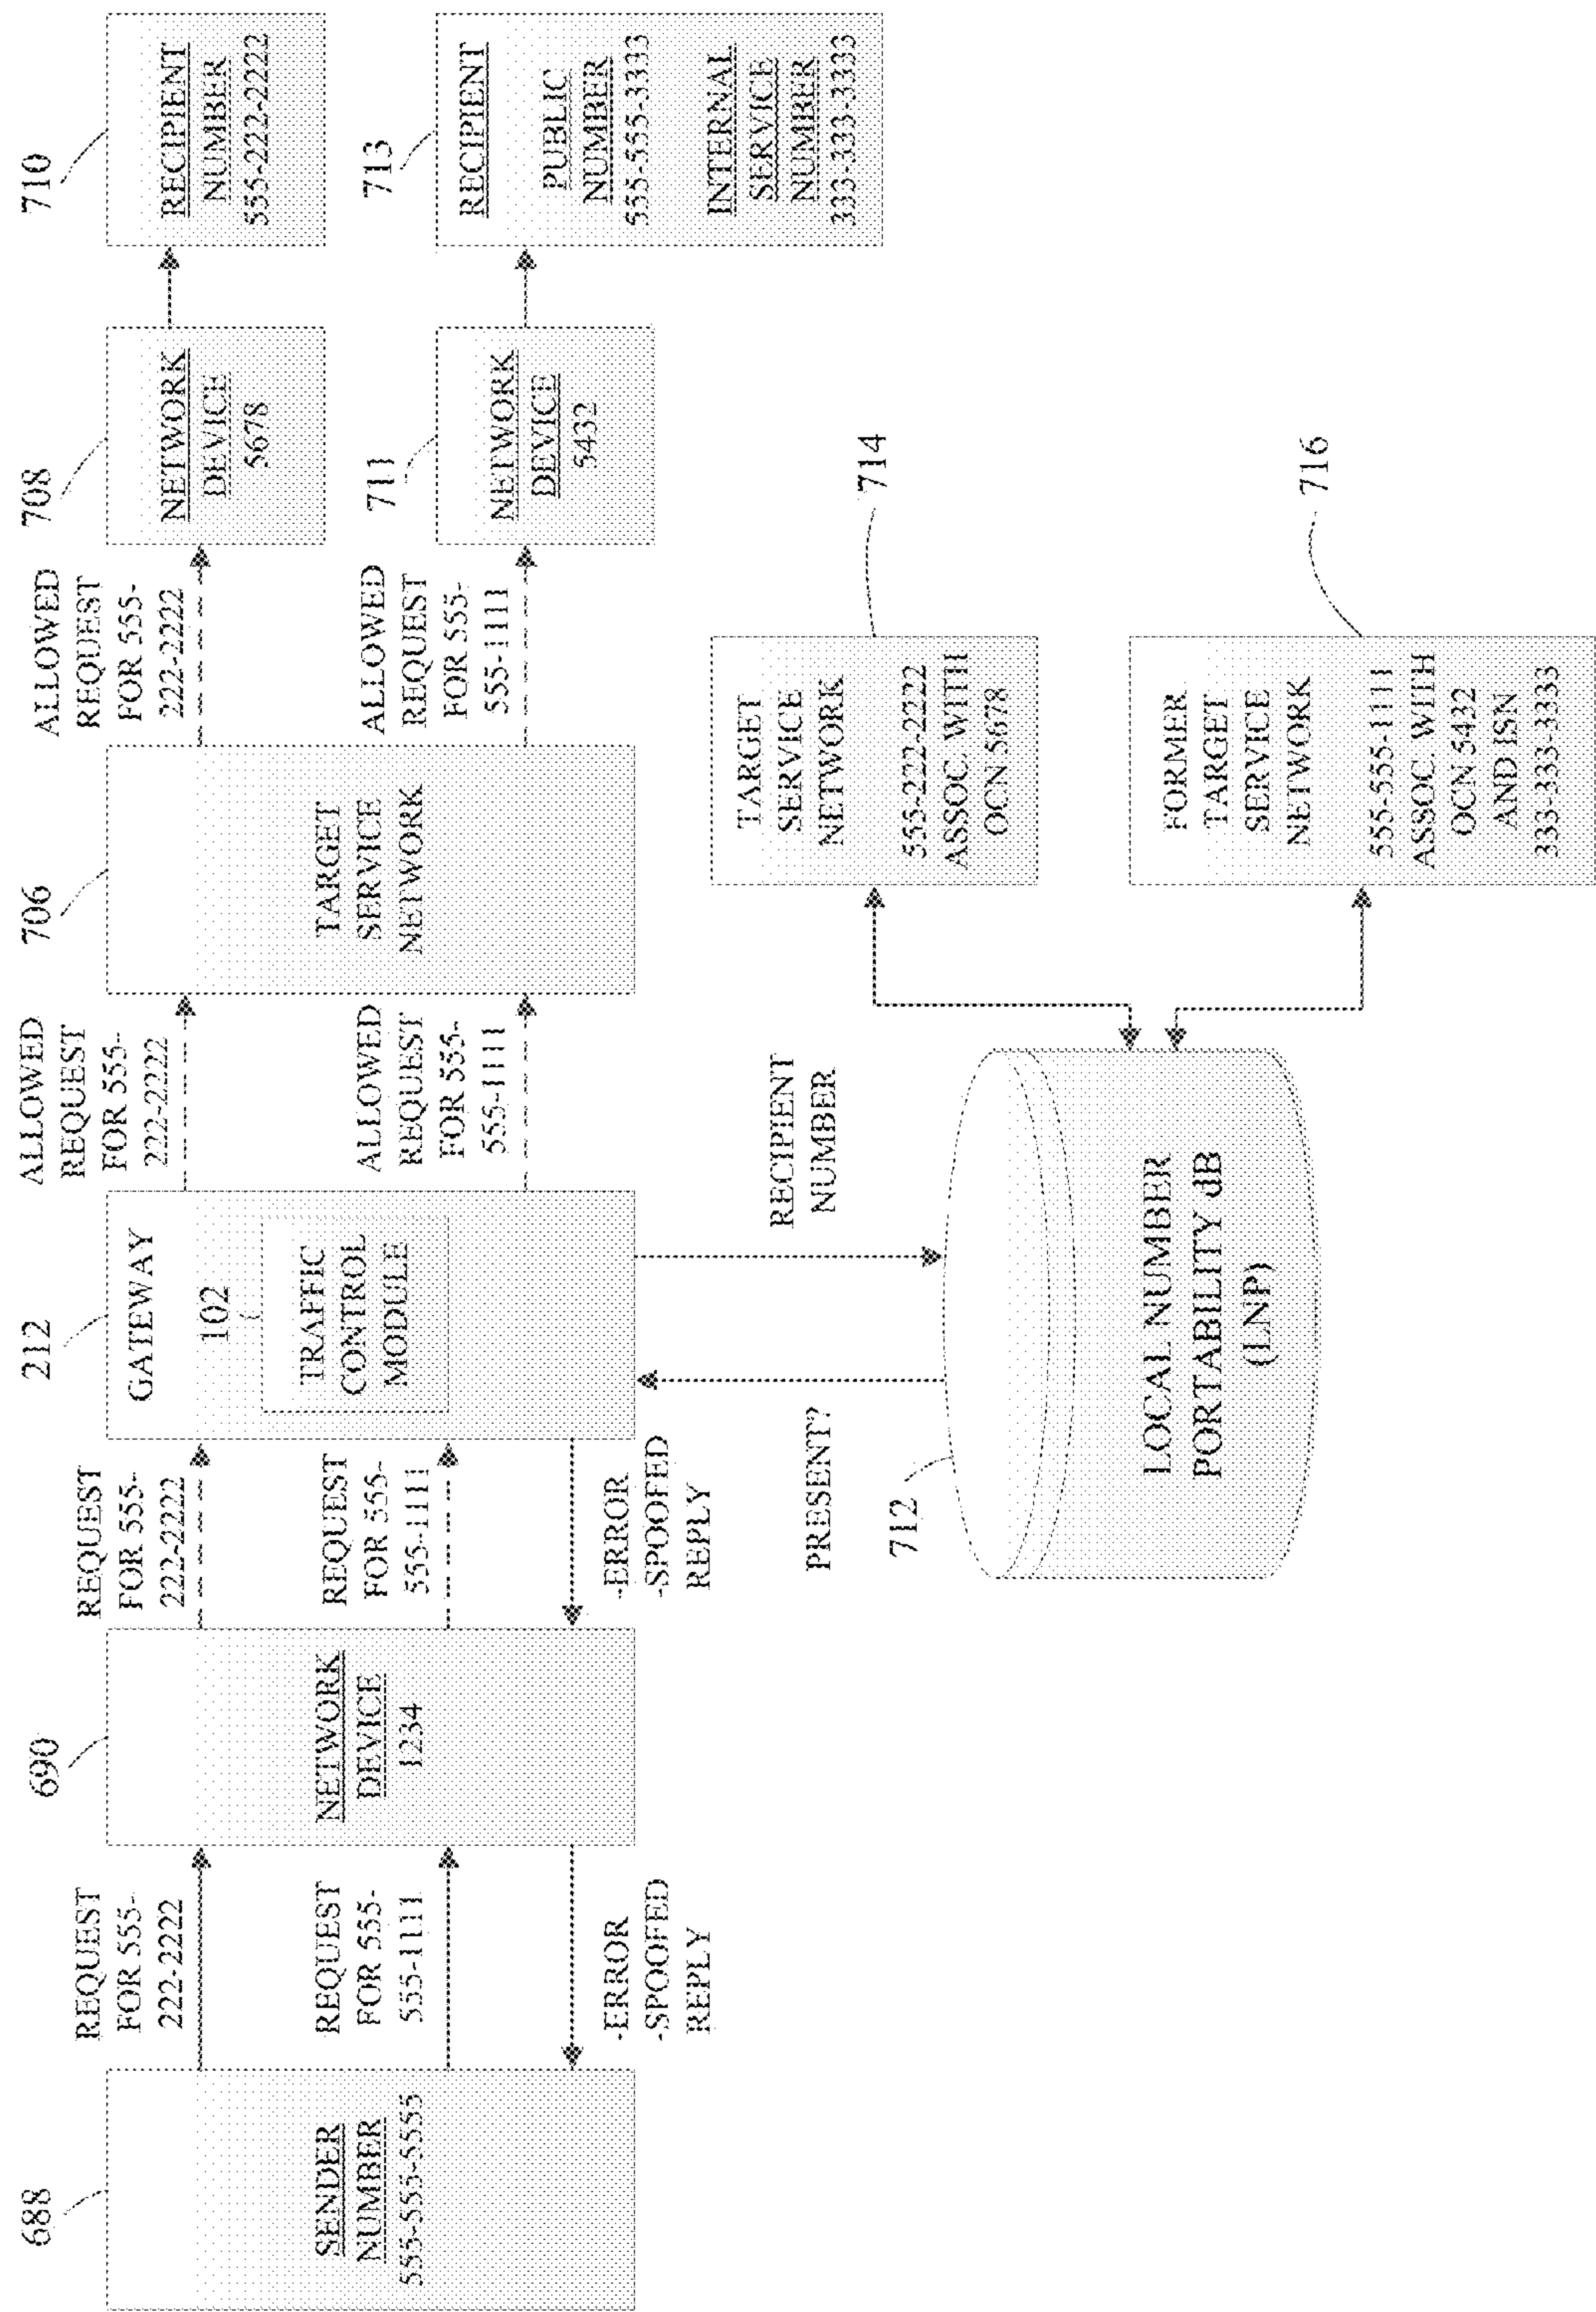 688
SENDER
NUMBER
555-555-5555
REQUEST
FOR 555-
222-2222
REQUEST
FOR 555-
555-1111
-ERROR
-SPOOFED
REPLY
690
NETWORK
DEVICE
1234
REQUEST
FOR 555-
222-2222
REQUEST
FOR 555-
555-1111
-ERROR
-SPOOFED
REPLY
212
GATEWAY
102
TRAFFIC
CONTROL
MODULE
ALLOWED
REQUEST
FOR 555-
222-2222
ALLOWED
REQUEST
FOR 555-
555-1111
706
TARGET
SERVICE
NETWORK
ALLOWED
REQUEST
FOR 555-
222-2222
ALLOWED
REQUEST
FOR 555-
555-1111
708
NETWORK
DEVICE
5678
711
NETWORK
DEVICE
5432
710
RECIPIENT
NUMBER
555-222-2222
713
RECIPIENT
PUBLIC
NUMBER
555-555-3333
INTERNAL
SERVICE
NUMBER
333-333-3333
PRESENT?
RECIPIENT
NUMBER
712
LOCAL NUMBER
PORTABILITY dB
(LNP)
714
TARGET
SERVICE
NETWORK
555-222-2222
ASSOC. WITH
OCN 5678
716
FORMER
TARGET
SERVICE
NETWORK
555-555-1111
ASSOC. WITH
OCN 5432
AND ISN
333-333-3333